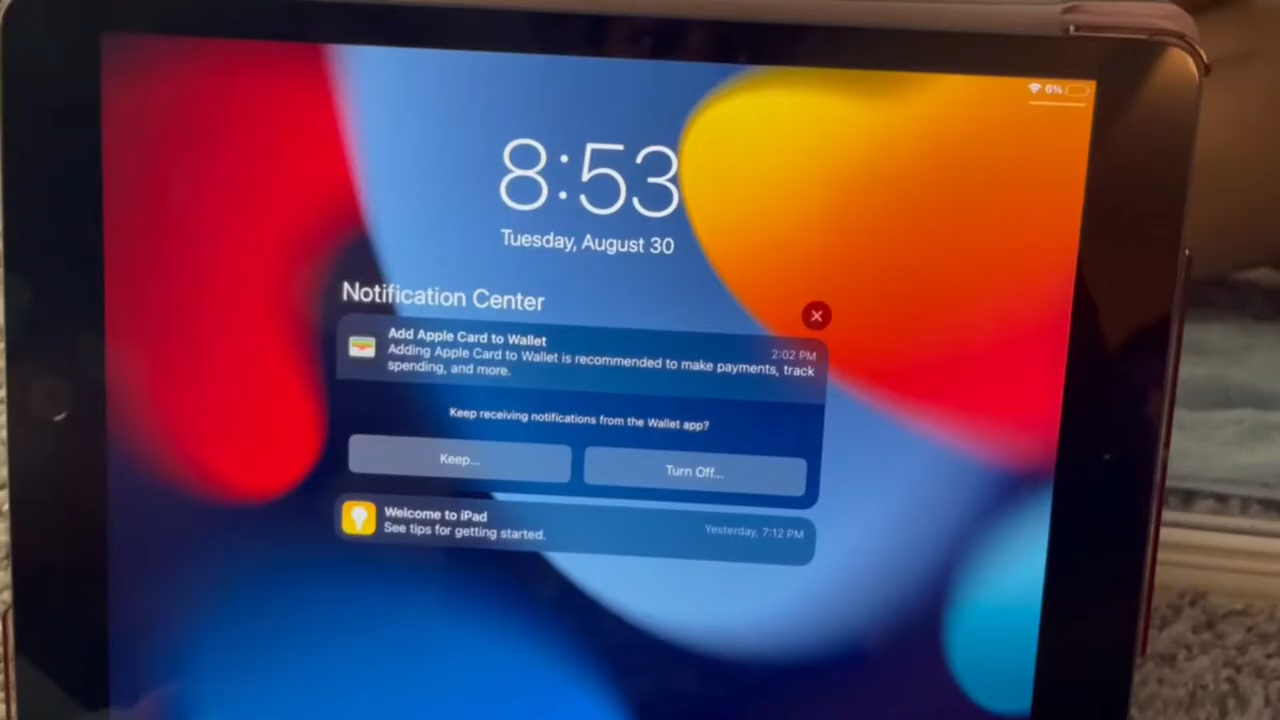 6%
8:53
Tuesday, August 30
Notification Center
Add Apple Card to Wallet
2:02 PM
Adding Apple Card to Wallet is recommended to make payments, track
spending, and more.
Keep receiving notifications from the Wallet app?
Keep...
Turn Off...
Welcome to iPad
See tips for getting started.
Yesterday, 7:12 PM